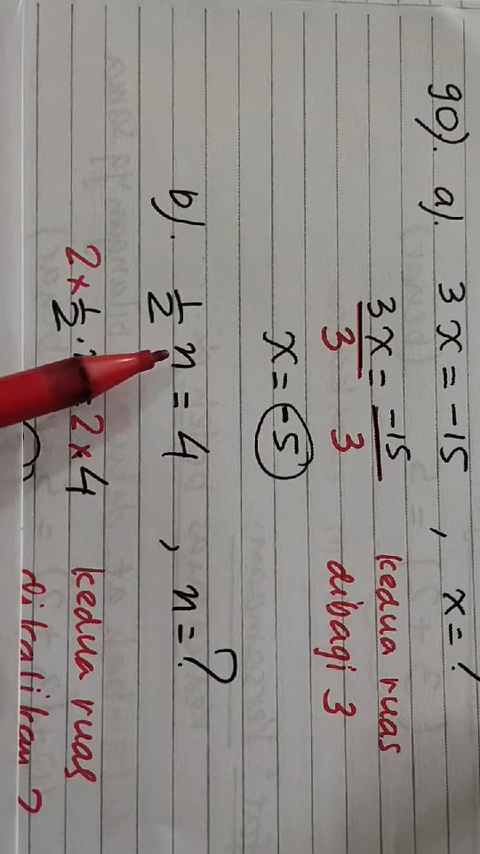 90). a). 3x = -15 , x = ?
3x/3 = -15/3 kedua ruas
dibagi 3
x = -5
b). 1/2 n = 4 , n = ?
2 × 1/2 . = 2 × 4 kedua ruas
dikalikan 2